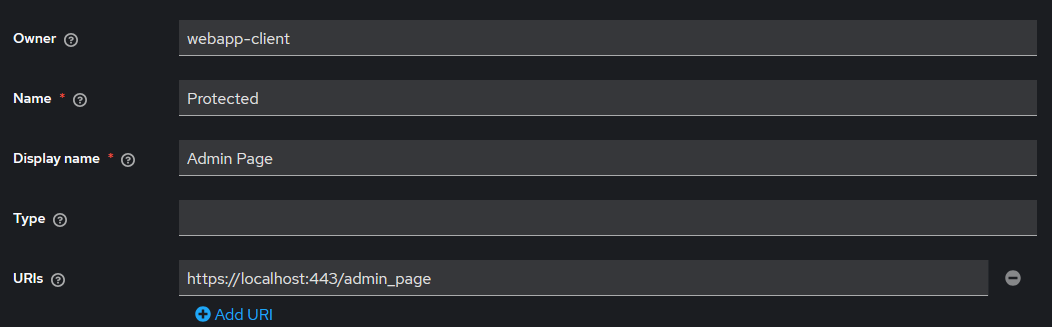 Owner
webapp-client
Name *
Protected
Display name *
Admin Page
Type
URIs
https://localhost:443/admin_page
Add URI